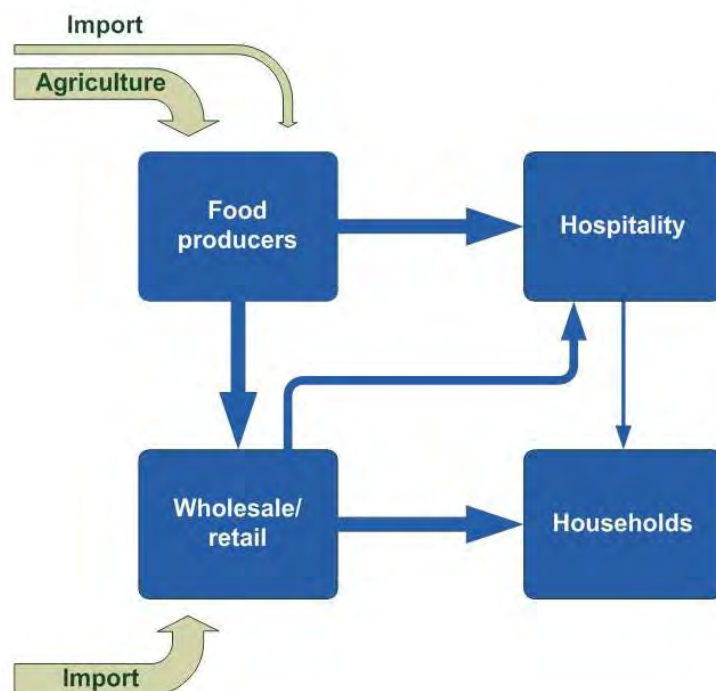 Import
Agriculture
Food
producers
Hospitality
Wholesale/
retail
Households
Import